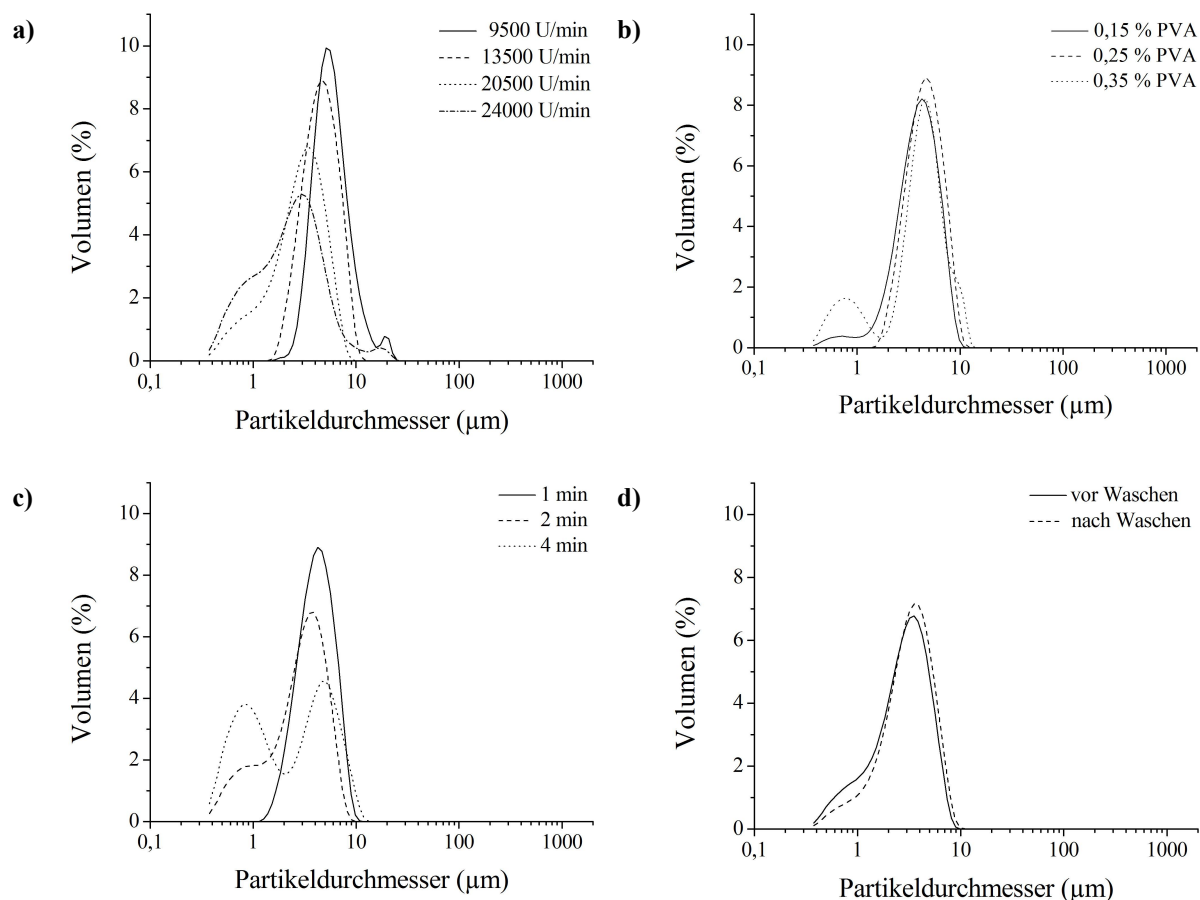 a)
9500 U/min
13500 U/min
20500 U/min
24000 U/min
10
8
6
4
2
0
Volumen (%)
0,1 1 10 100 1000
Partikeldurchmesser (µm)
b)
0,15 % PVA
0,25 % PVA
0,35 % PVA
10
8
6
4
2
0
Volumen (%)
0,1 1 10 100 1000
Partikeldurchmesser (µm)
c)
1 min
2 min
4 min
10
8
6
4
2
0
Volumen (%)
0,1 1 10 100 1000
Partikeldurchmesser (µm)
d)
vor Waschen
nach Waschen
10
8
6
4
2
0
Volumen (%)
0,1 1 10 100 1000
Partikeldurchmesser (µm)